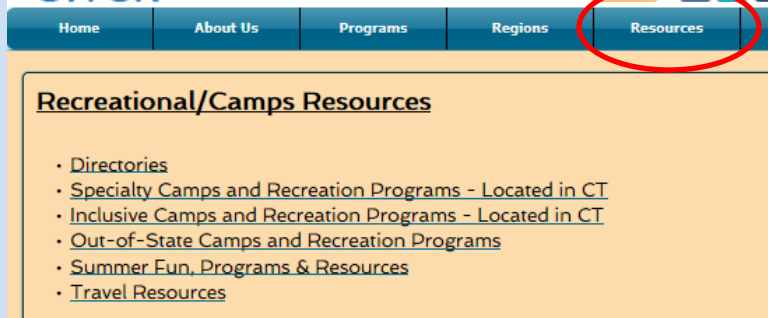 Home About Us Programs Regions Resources
Recreational/Camps Resources
• Directories
• Specialty Camps and Recreation Programs - Located in CT
• Inclusive Camps and Recreation Programs - Located in CT
• Out-of-State Camps and Recreation Programs
• Summer Fun, Programs & Resources
• Travel Resources